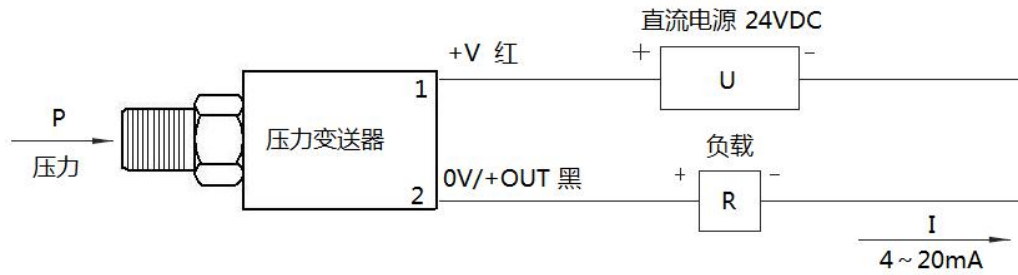 直流电源 24VDC
+V 红
+
−
1
U
P
压力
压力变送器
负载
2
0V/+OUT 黑
+
−
R
I
4～20mA